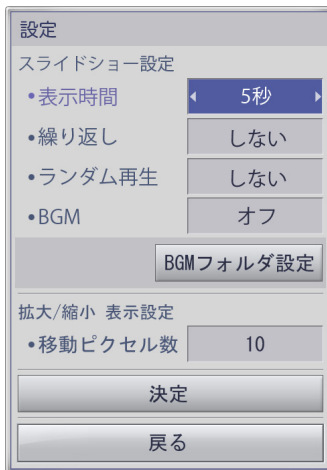 設定
スライドショー設定
•表示時間 5秒
•繰り返し しない
•ランダム再生 しない
•BGM オフ
BGMフォルダ設定
拡大/縮小 表示設定
•移動ピクセル数 10
決定
戻る